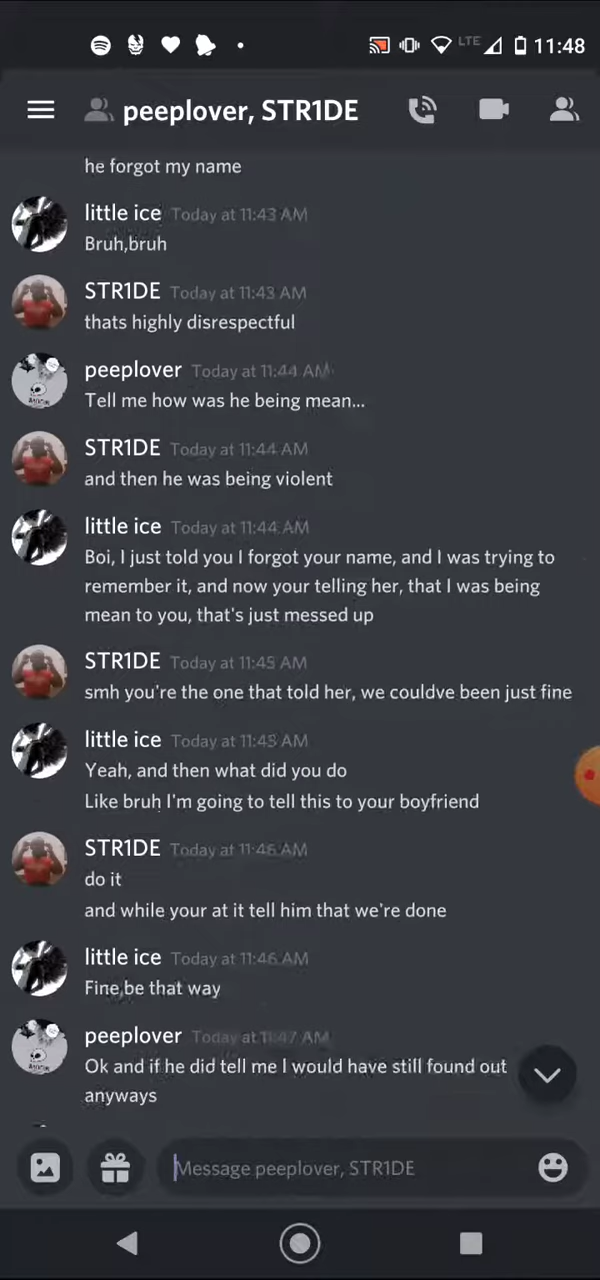 LTE 11:48
peeplover, STR1DE
he forgot my name
little ice Today at 11:43 AM
Bruh,bruh
STR1DE Today at 11:43 AM
thats highly disrespectful
peeplover Today at 11:44 AM
Tell me how was he being mean...
STR1DE Today at 11:44 AM
and then he was being violent
little ice Today at 11:44 AM
Boi, I just told you I forgot your name, and I was trying to
remember it, and now your telling her, that I was being
mean to you, that's just messed up
STR1DE Today at 11:45 AM
smh you're the one that told her, we couldve been just fine
little ice Today at 11:45 AM
Yeah, and then what did you do
Like bruh I'm going to tell this to your boyfriend
STR1DE Today at 11:46 AM
do it
and while your at it tell him that we're done
little ice Today at 11:46 AM
Fine,be that way
peeplover Today at 11:47 AM
Ok and if he did tell me I would have still found out
anyways
Message peeplover, STR1DE